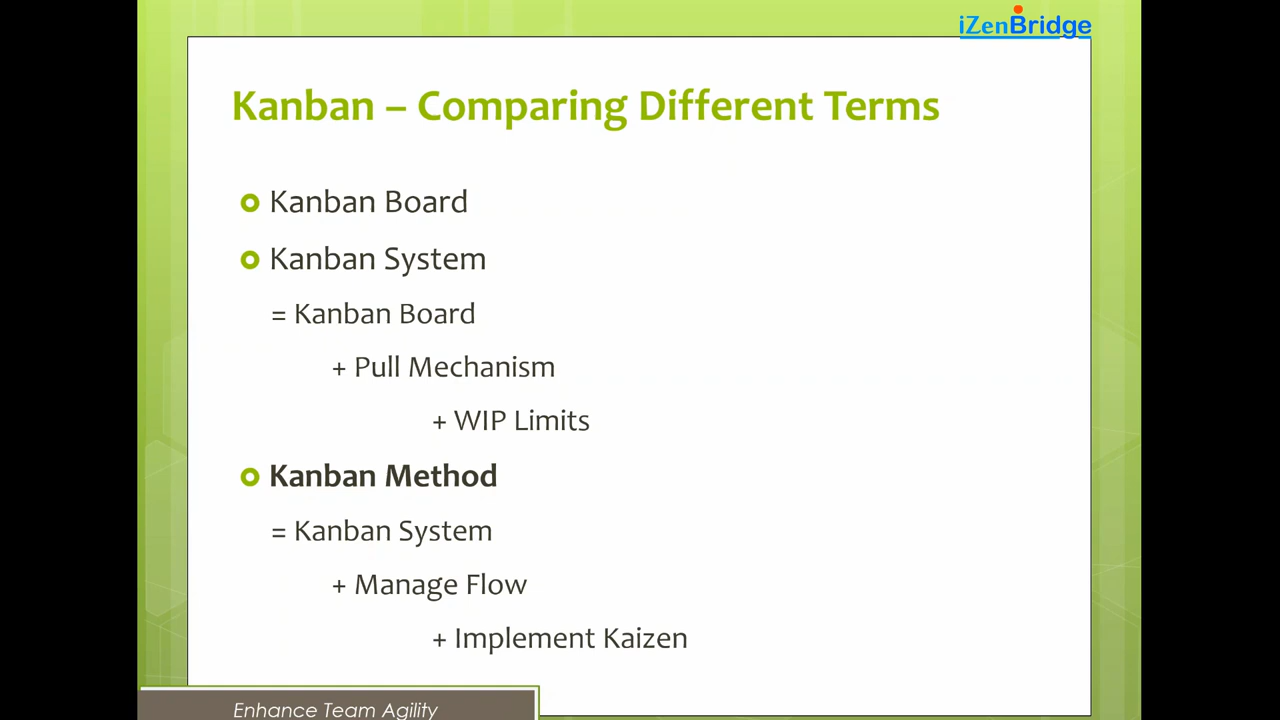 iZenBridge
Kanban – Comparing Different Terms
Kanban Board
Kanban System
= Kanban Board
+ Pull Mechanism
+ WIP Limits
Kanban Method
= Kanban System
+ Manage Flow
+ Implement Kaizen
Enhance Team Agility